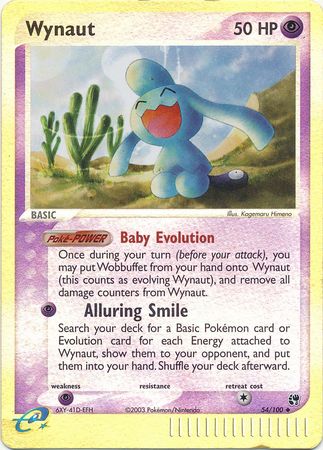 Wynaut 50 HP
BASIC Illus. Kagemaru Himeno
Poké-POWER Baby Evolution
Once during your turn (before your attack), you
may put Wobbuffet from your hand onto Wynaut
(this counts as evolving Wynaut), and remove all
damage counters from Wynaut.
Alluring Smile
Search your deck for a Basic Pokémon card or
Evolution card for each Energy attached to
Wynaut, show them to your opponent, and put
them into your hand. Shuffle your deck afterward.
weakness resistance retreat cost
6XY-41D-EFH ©2003 Pokémon/Nintendo 54/100
e